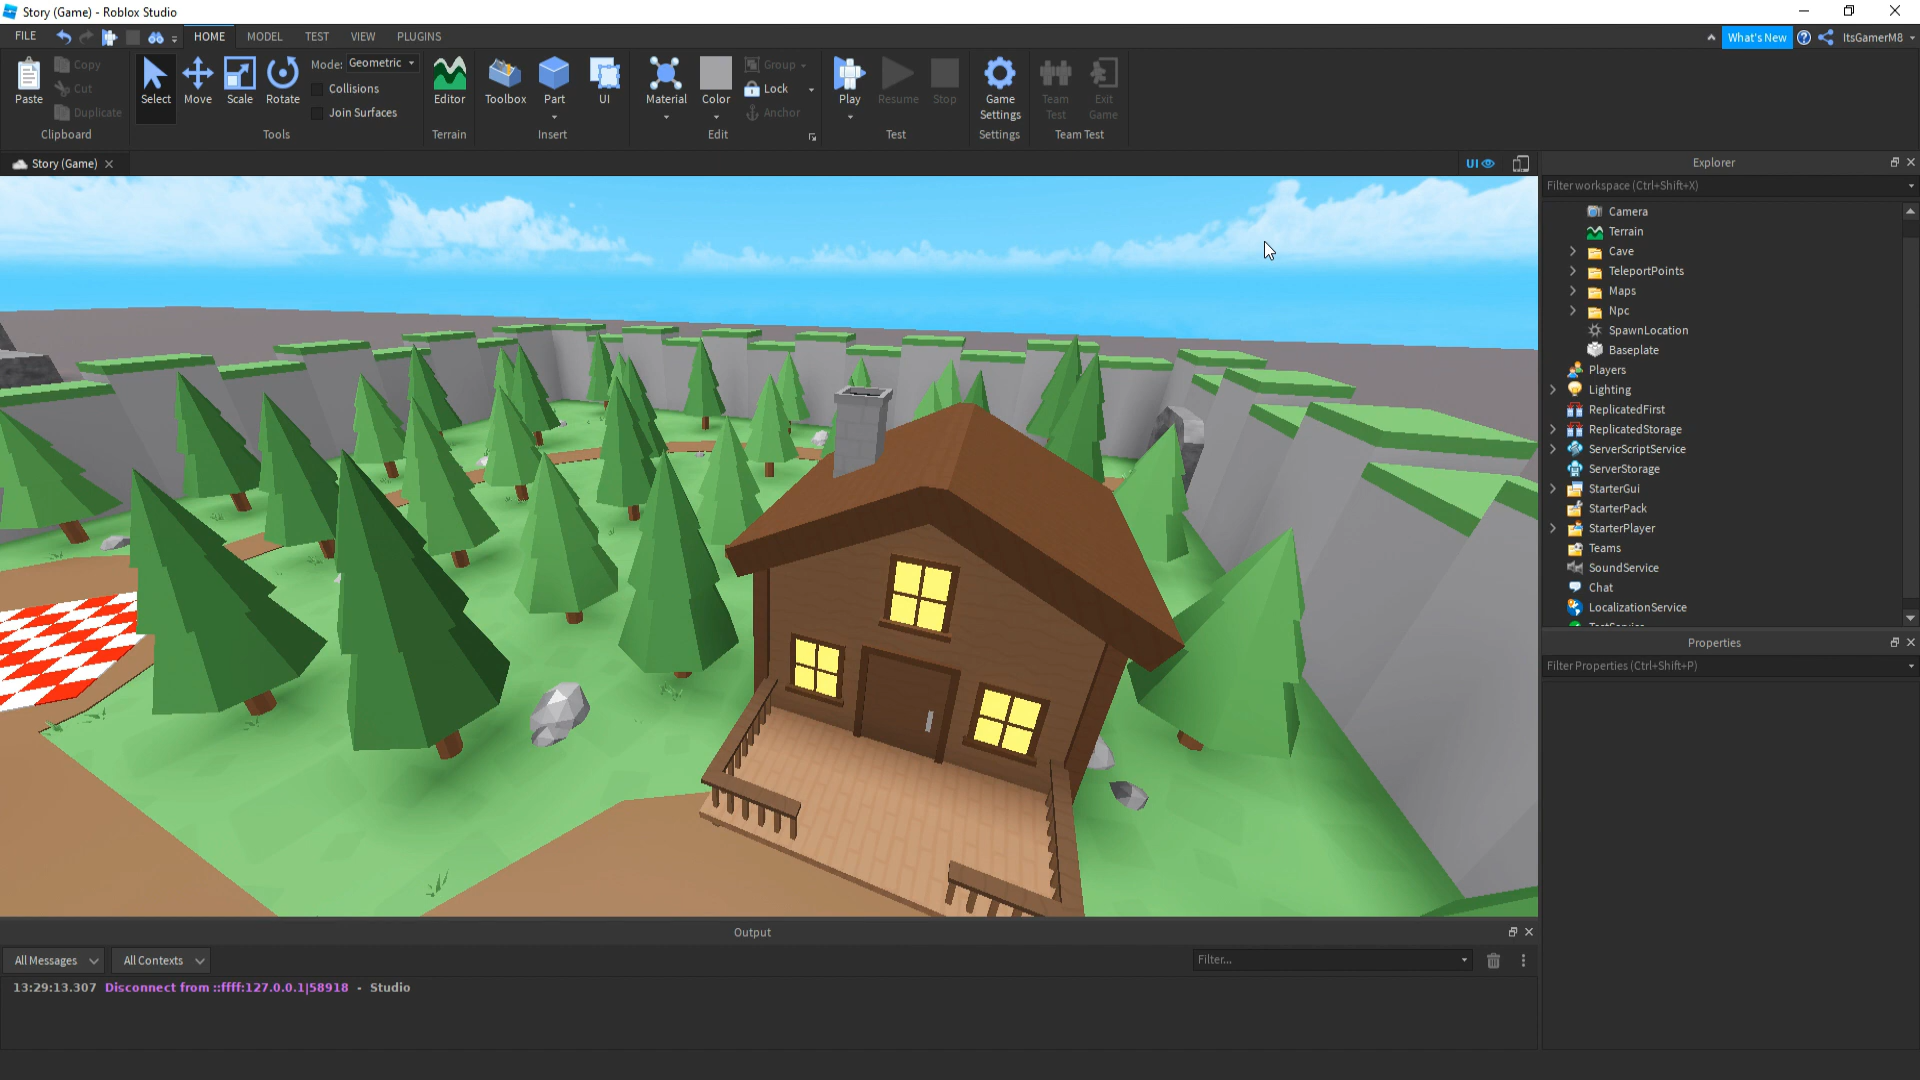 Story (Game) - Roblox Studio
FILE HOME MODEL TEST VIEW PLUGINS What's New ItsGamerM8
Paste Copy Cut Duplicate Clipboard
Select Move Scale Rotate Mode: Geometric Collisions Join Surfaces Tools
Editor Terrain
Toolbox Part UI Insert
Material Color Group Lock Anchor Edit
Play Resume Stop Test
Game Settings Settings
Team Test Exit Game Team Test
Story (Game) UI
Explorer
Filter workspace (Ctrl+Shift+X)
Camera
Terrain
Cave
TeleportPoints
Maps
Npc
SpawnLocation
Baseplate
Players
Lighting
ReplicatedFirst
ReplicatedStorage
ServerScriptService
ServerStorage
StarterGui
StarterPack
StarterPlayer
Teams
SoundService
Chat
LocalizationService
Properties
Filter Properties (Ctrl+Shift+P)
Output
All Messages All Contexts Filter...
13:29:13.307 Disconnect from ::ffff:127.0.0.1|58918 - Studio